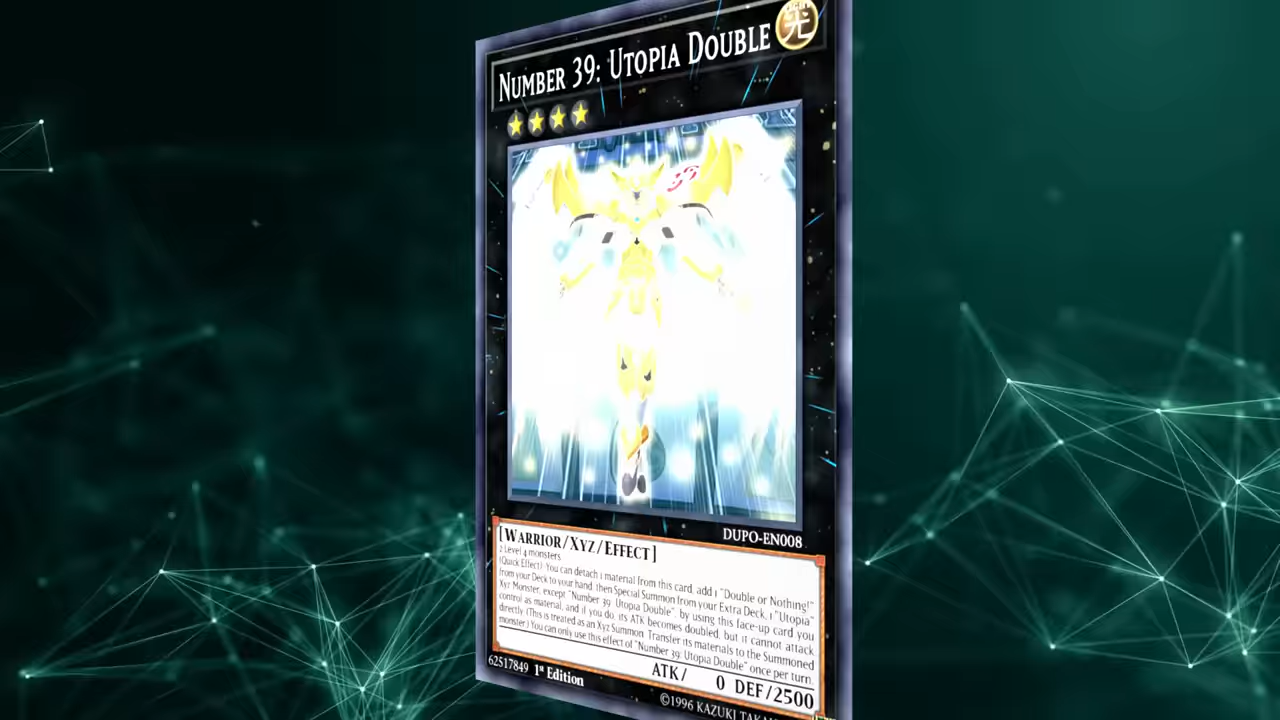 LIGHT
光
NUMBER 39: UTOPIA DOUBLE
39
DUPO-EN008
[WARRIOR/XYZ/EFFECT]
2 Level 4 monsters
(Quick Effect): You can detach 1 material from this card, add 1 "Double or Nothing!"
from your Deck to your hand, then Special Summon from your Extra Deck, 1 "Utopia"
Xyz Monster, except "Number 39: Utopia Double", by using this face-up card you
control as material, and if you do, its ATK becomes doubled, but it cannot attack
directly. (This is treated as an Xyz Summon. Transfer its materials to the Summoned
monster.) You can only use this effect of "Number 39: Utopia Double" once per turn.
ATK/ 0 DEF/2500
62517849 1st Edition
©1996 KAZUKI